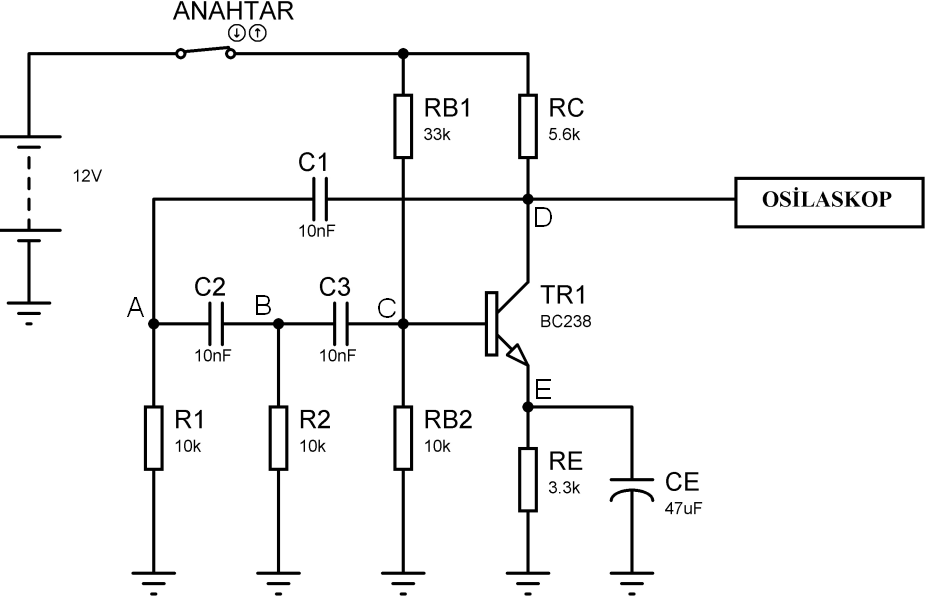 ANAHTAR
RB1
33k
RC
5.6k
12V
C1
10nF
D
OSİLASKOP
A
C2
10nF
B
C3
10nF
C
TR1
BC238
E
R1
10k
R2
10k
RB2
10k
RE
3.3k
CE
47uF